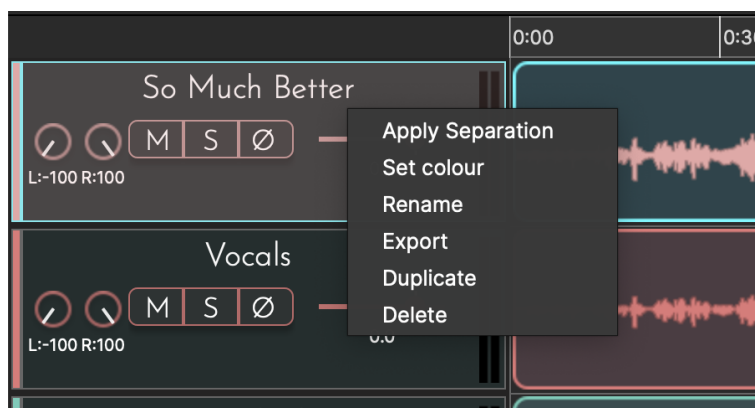 0:00 0:30
So Much Better
M S Ø
L:-100 R:100
Apply Separation
Set colour
Rename
Export
Duplicate
Delete
Vocals
M S Ø
L:-100 R:100
0.0